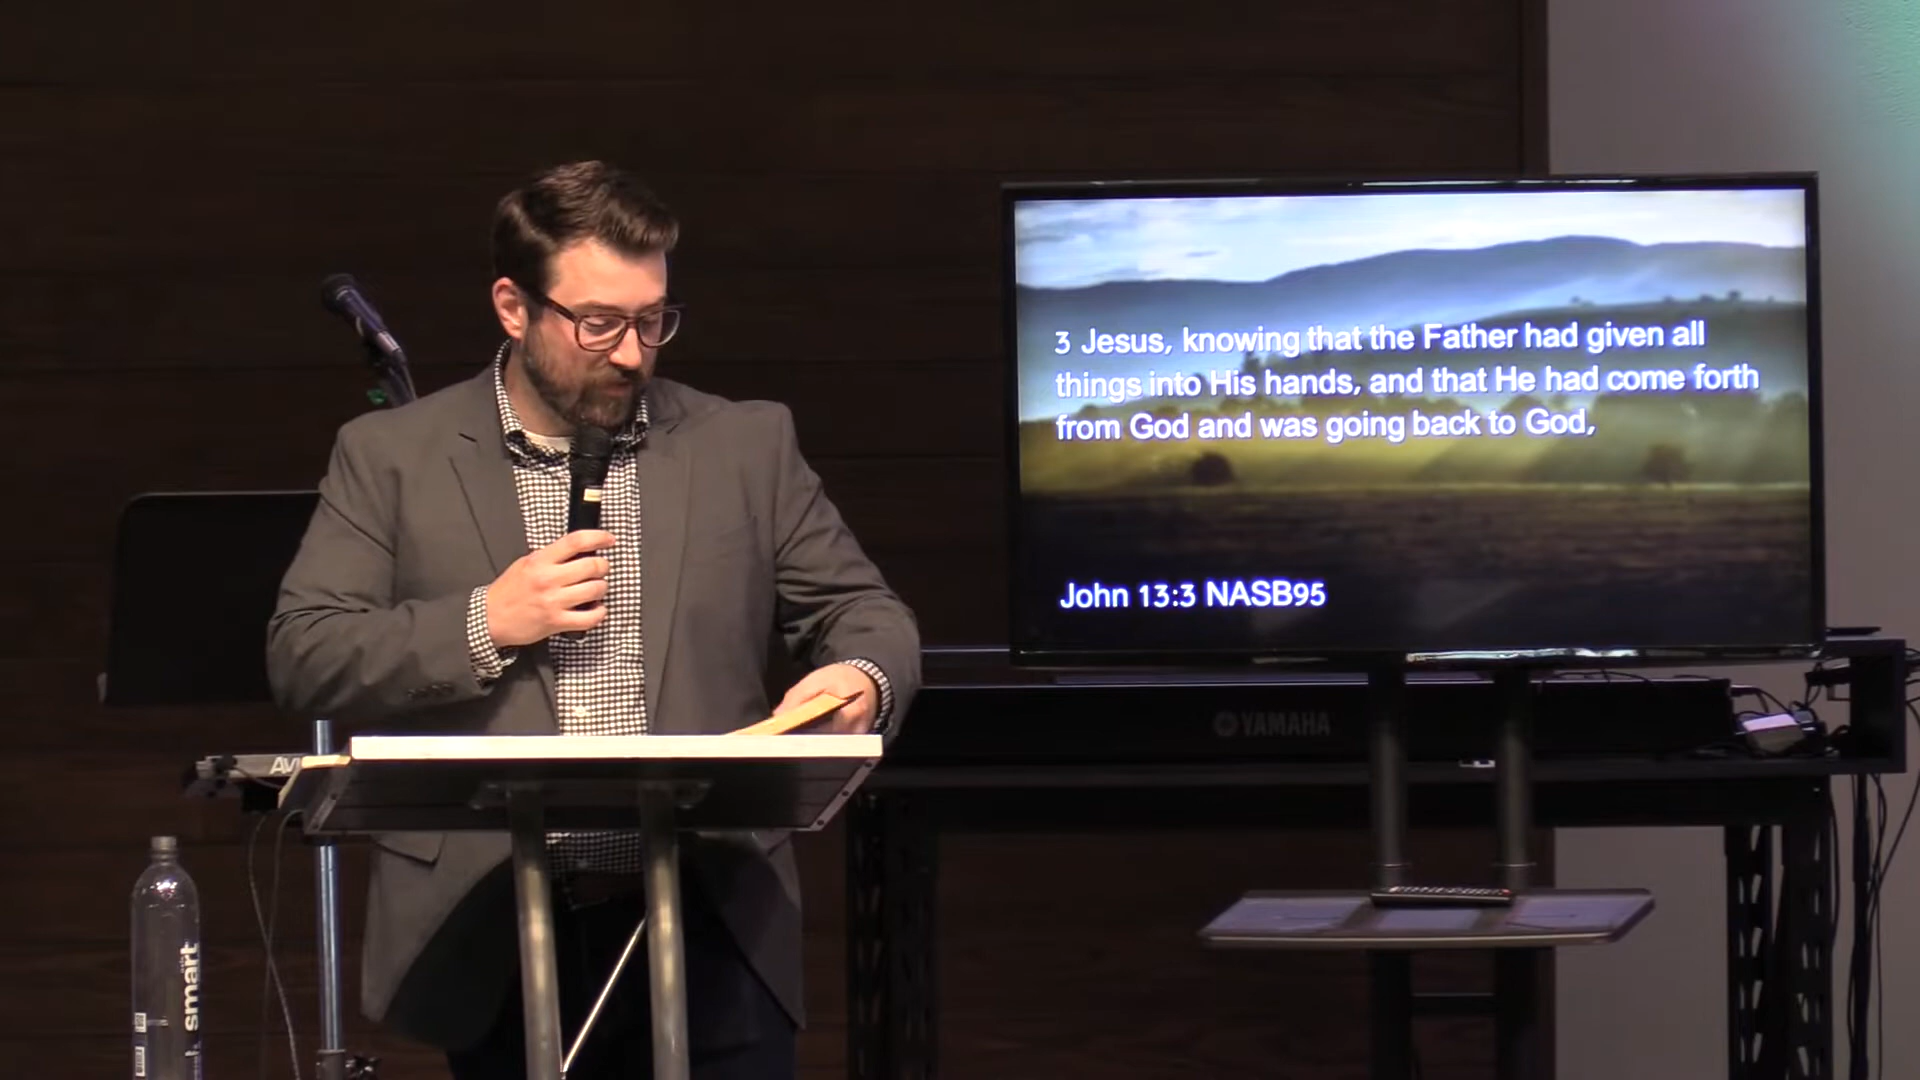 3 Jesus, knowing that the Father had given all
things into His hands, and that He had come forth
from God and was going back to God,
John 13:3 NASB95
YAMAHA
smart